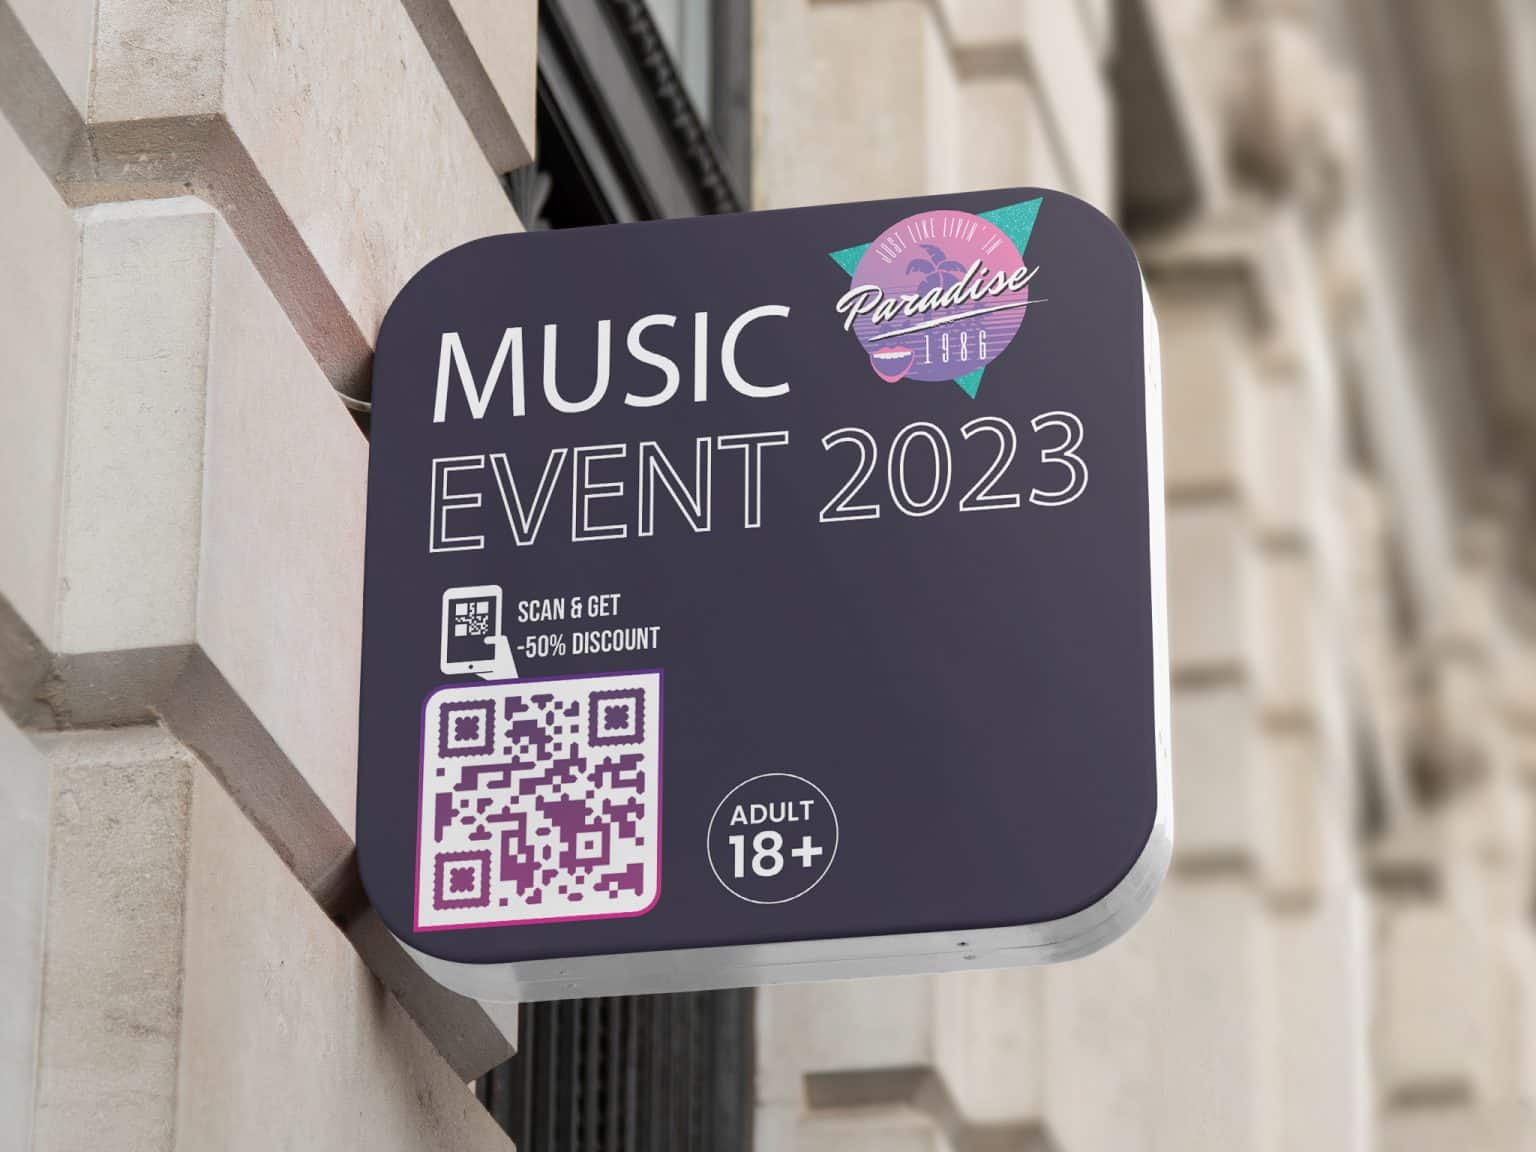 JUST LIKE LIVIN' IN
Paradise
1986
MUSIC
EVENT 2023
SCAN & GET
-50% DISCOUNT
ADULT
18+